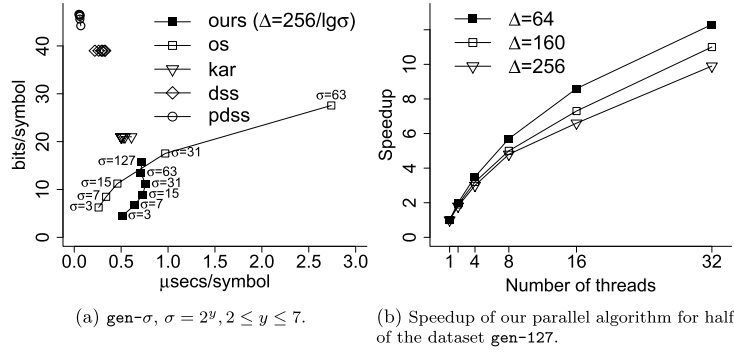 ours (Δ=256/lgσ)
os
kar
dss
pdss
bits/symbol
0 10 20 30 40
σ=63
σ=127
σ=31
σ=63
σ=15
σ=31
σ=7
σ=15
σ=3
σ=7
σ=3
0.0 0.5 1.0 1.5 2.0 2.5 3.0
μsecs/symbol
(a) gen-σ, σ = 2^y, 2 ≤ y ≤ 7.
Δ=64
Δ=160
Δ=256
Speedup
0 2 4 6 8 10
1 4 8 16 32
Number of threads
(b) Speedup of our parallel algorithm for half
of the dataset gen-127.